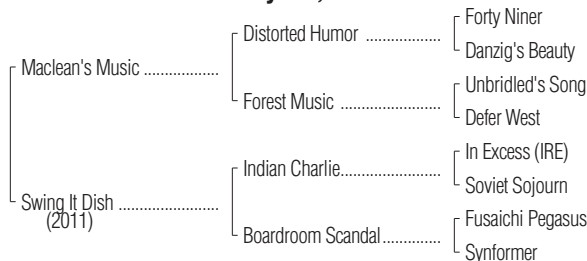 Forty Niner
Distorted Humor ..................
Danzig's Beauty
Maclean's Music ..................
Unbridled's Song
Forest Music ........................
Defer West
In Excess (IRE)
Indian Charlie.......................
Soviet Sojourn
Swing It Dish ........................
(2011)
Fusaichi Pegasus
Boardroom Scandal..............
Synformer